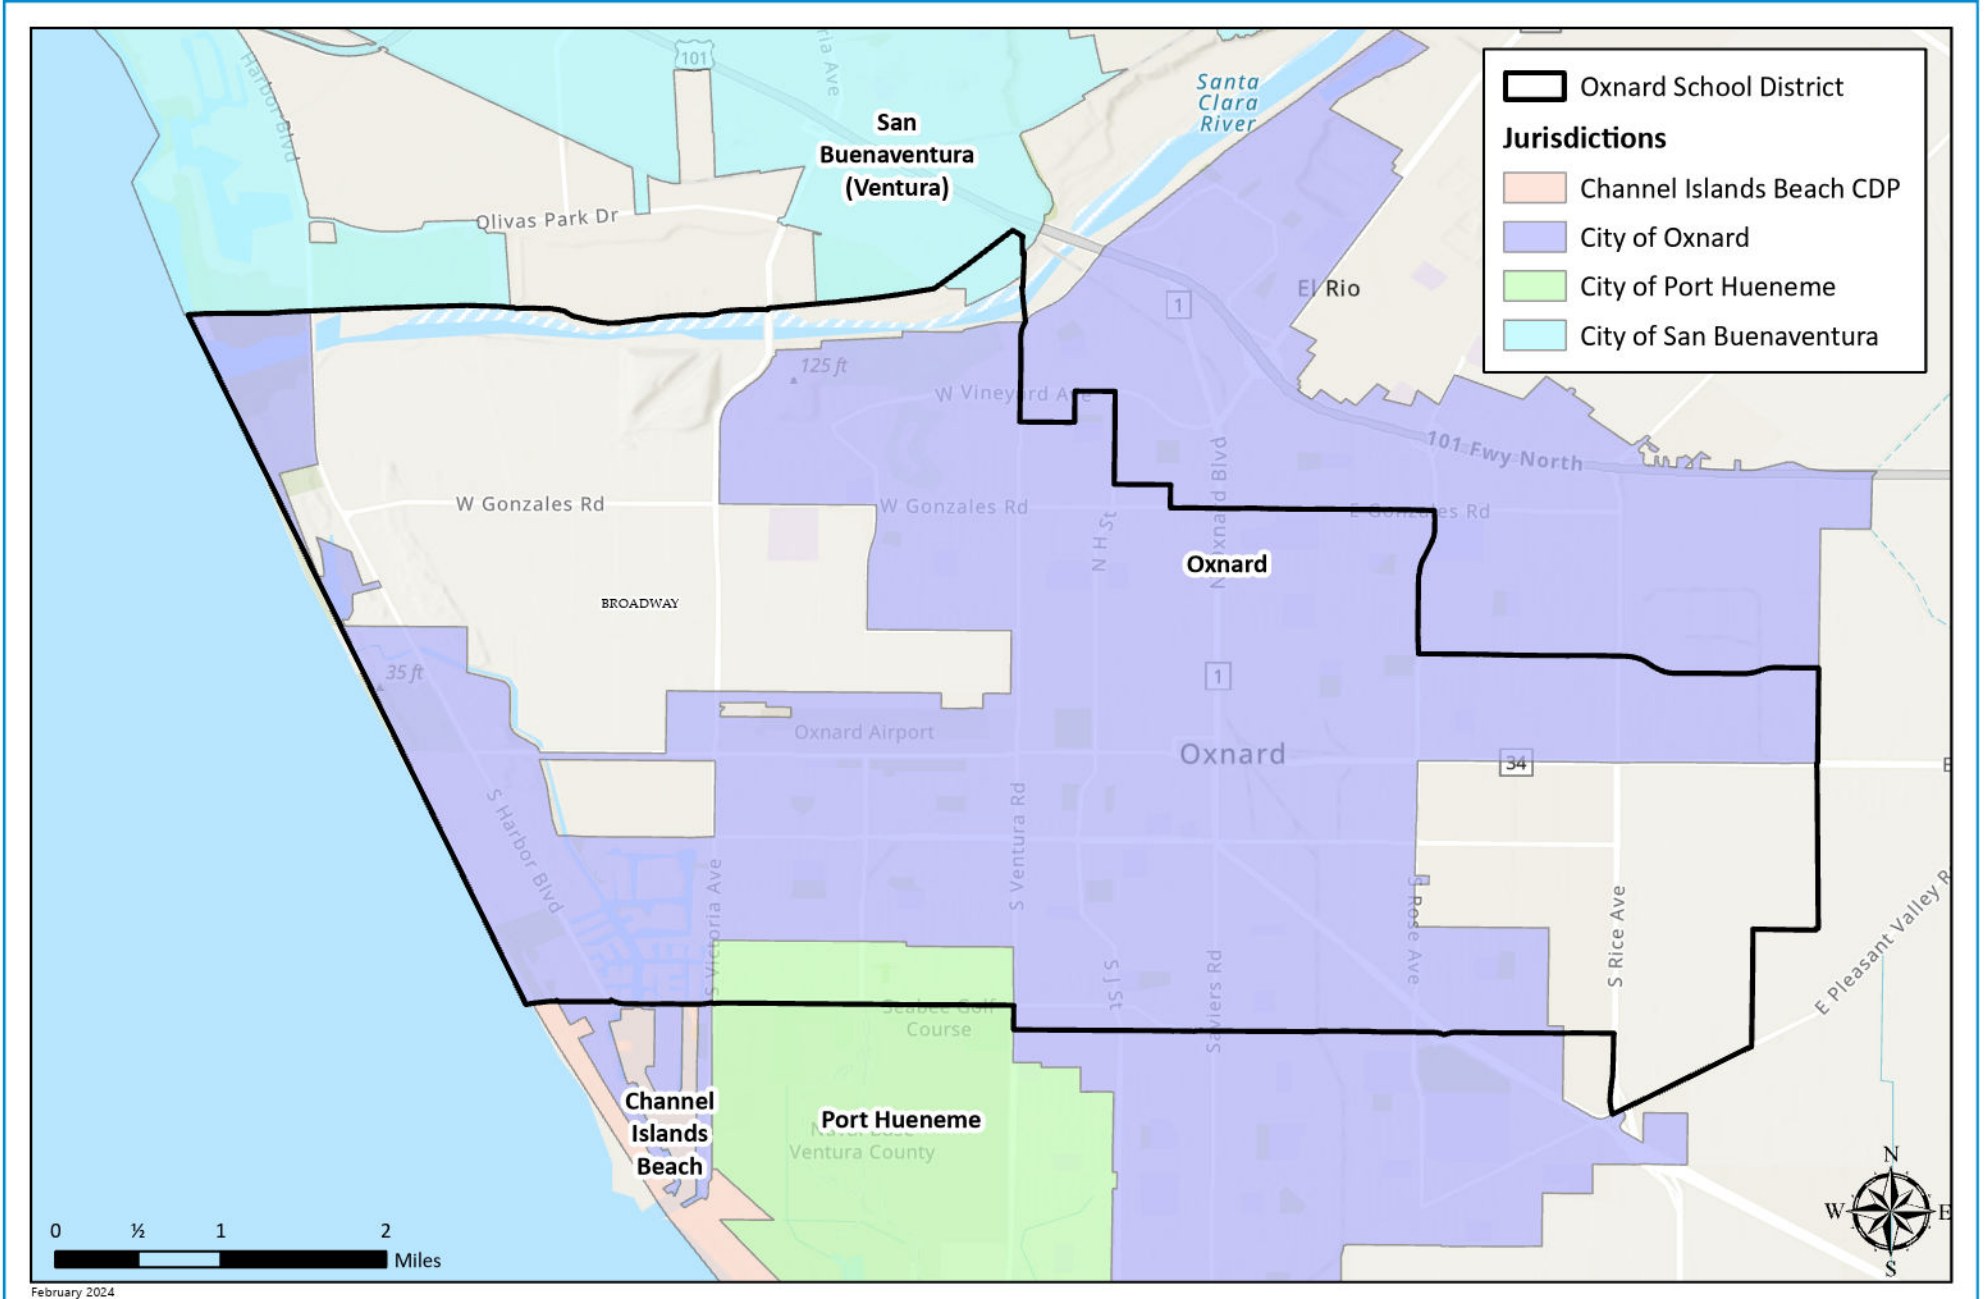 Harbor Blvd
101
ria Ave
Santa
Clara
River
San
Buenaventura
(Ventura)
Olivas Park Dr
Oxnard School District
Jurisdictions
Channel Islands Beach CDP
City of Oxnard
City of Port Hueneme
City of San Buenaventura
El Rio
1
125 ft
W Vineyard Ave
101 Fwy North
N Oxnard Blvd
W Gonzales Rd
W Gonzales Rd
E Gonzales Rd
N H St
Oxnard
BROADWAY
35 ft
1
Oxnard Airport
Oxnard
34
E
S Harbor Blvd
S Victoria Ave
S Ventura Rd
S Rose Ave
S Rice Ave
E Pleasant Valley R
S J St
Saviers Rd
Seabee Golf
Course
Channel
Islands
Beach
Port Hueneme
Naval Base
Ventura County
N
W
E
S
0 ½ 1 2
Miles
February 2024